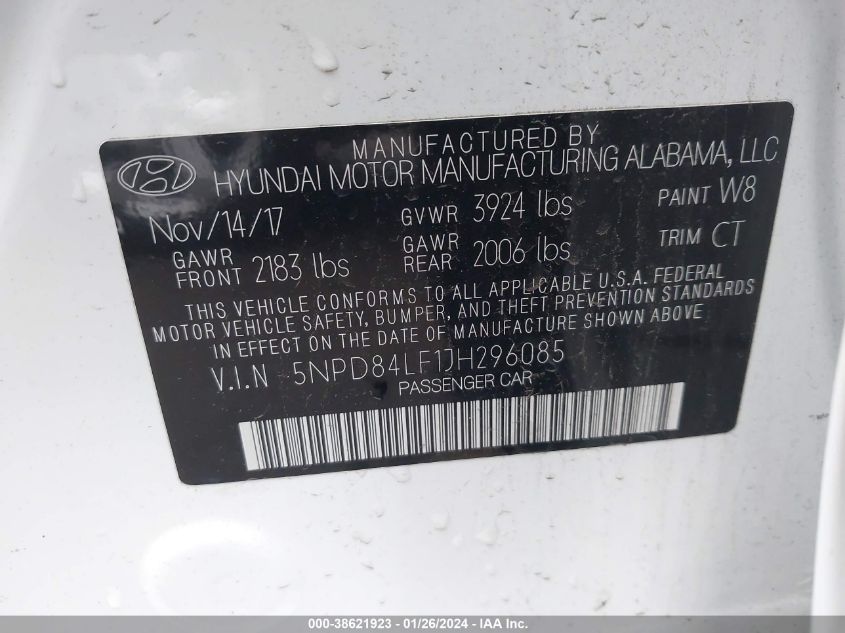 MANUFACTURED BY
HYUNDAI MOTOR MANUFACTURING ALABAMA, LLC
Nov/14/17 GVWR 3924 lbs PAINT W8
GAWR FRONT 2183 lbs GAWR REAR 2006 lbs TRIM CT
THIS VEHICLE CONFORMS TO ALL APPLICABLE U.S.A. FEDERAL
MOTOR VEHICLE SAFETY, BUMPER, AND THEFT PREVENTION STANDARDS
IN EFFECT ON THE DATE OF MANUFACTURE SHOWN ABOVE
V.I.N 5NPD84LF1JH296085
PASSENGER CAR
000-38621923 - 01/26/2024 - IAA Inc.